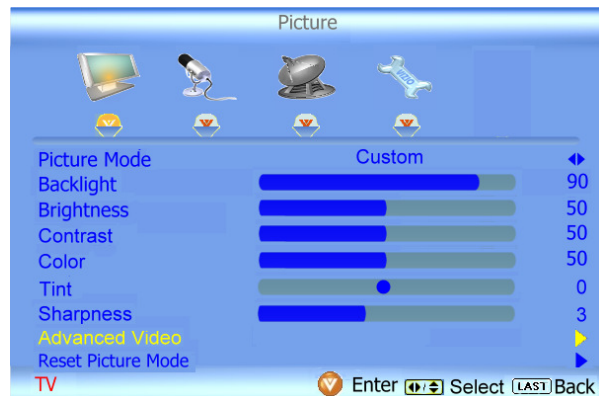 Picture
VIZIO
Picture Mode Custom
Backlight 90
Brightness 50
Contrast 50
Color 50
Tint 0
Sharpness 3
Advanced Video
Reset Picture Mode
TV Enter Select LAST Back